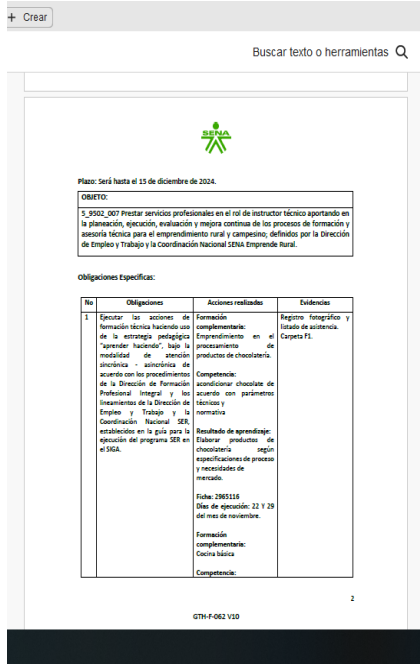 + Crear
Buscar texto o herramientas
SENA
Plazo: Será hasta el 15 de diciembre de 2024.
OBJETO:
5_9502_007 Prestar servicios profesionales en el rol de instructor técnico aportando en
la planeación, ejecución, evaluación y mejora continua de los procesos de formación y
asesoría técnica para el emprendimiento rural y campesino; definidos por la Dirección
de Empleo y Trabajo y la Coordinación Nacional SENA Emprende Rural.
Obligaciones Especificas:
No
Obligaciones
Acciones realizadas
Evidencias
1
Ejecutar las acciones de
formación técnica haciendo uso
de la estrategia pedagógica
"aprender haciendo", bajo la
modalidad de atención
sincrónica - asincrónica de
acuerdo con los procedimientos
de la Dirección de Formación
Profesional Integral y los
lineamientos de la Dirección de
Empleo y Trabajo y la
Coordinación Nacional SER,
establecidos en la guía para la
ejecución del programa SER en
el SIGA.
Formación
complementaria:
Emprendimiento en el
procesamiento de
productos de chocolatería.
Competencia:
acondicionar chocolate de
acuerdo con parámetros
técnicos y
normativa
Resultado de aprendizaje:
Elaborar productos de
chocolatería según
especificaciones de proceso
y necesidades de
mercado.
Ficha: 2965116
Días de ejecución: 22 Y 29
del mes de noviembre.
Formación
complementaria:
Cocina básica
Competencia:
Registro fotográfico y
listado de asistencia.
Carpeta F1.
2
GTH-F-062 V10